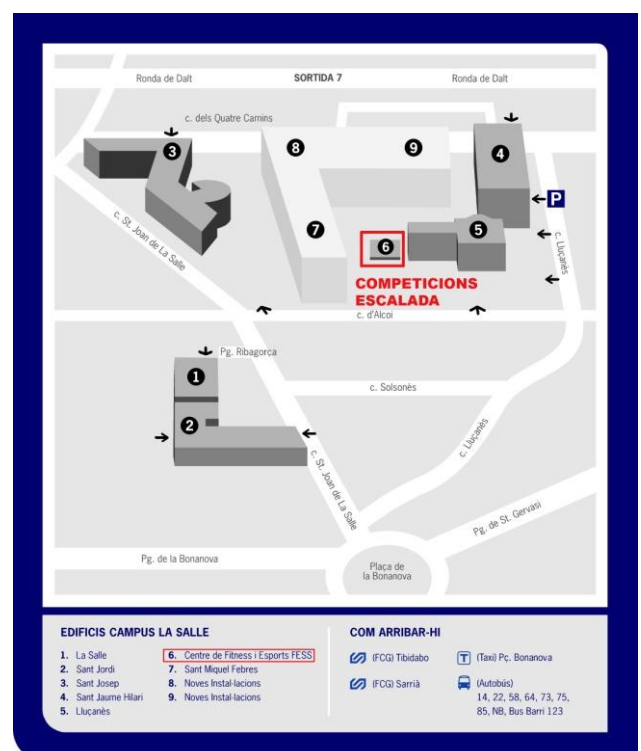 Ronda de Dalt
SORTIDA 7
Ronda de Dalt
c. dels Quatre Camins
3
8
9
4
P
c. St. Joan de La Salle
7
6
5
c. Lluçanès
COMPETICIONS
ESCALADA
c. d'Alcoi
Pg. Ribagorça
1
c. Solsonès
2
c. Lluçanès
c. St. Joan de La Salle
Pg. de St. Gervasi
Pg. de la Bonanova
Plaça de
la Bonanova
EDIFICIS CAMPUS LA SALLE
1. La Salle
2. Sant Jordi
3. Sant Josep
4. Sant Jaume Hilari
5. Lluçanès
6. Centre de Fitness i Esports FESS
7. Sant Miquel Febres
8. Noves Instal·lacions
9. Noves Instal·lacions
COM ARRIBAR-HI
(FCG) Tibidabo
(FCG) Sarrià
T (Taxi) Pç. Bonanova
(Autobús)
14, 22, 58, 64, 73, 75,
85, NB, Bus Barri 123